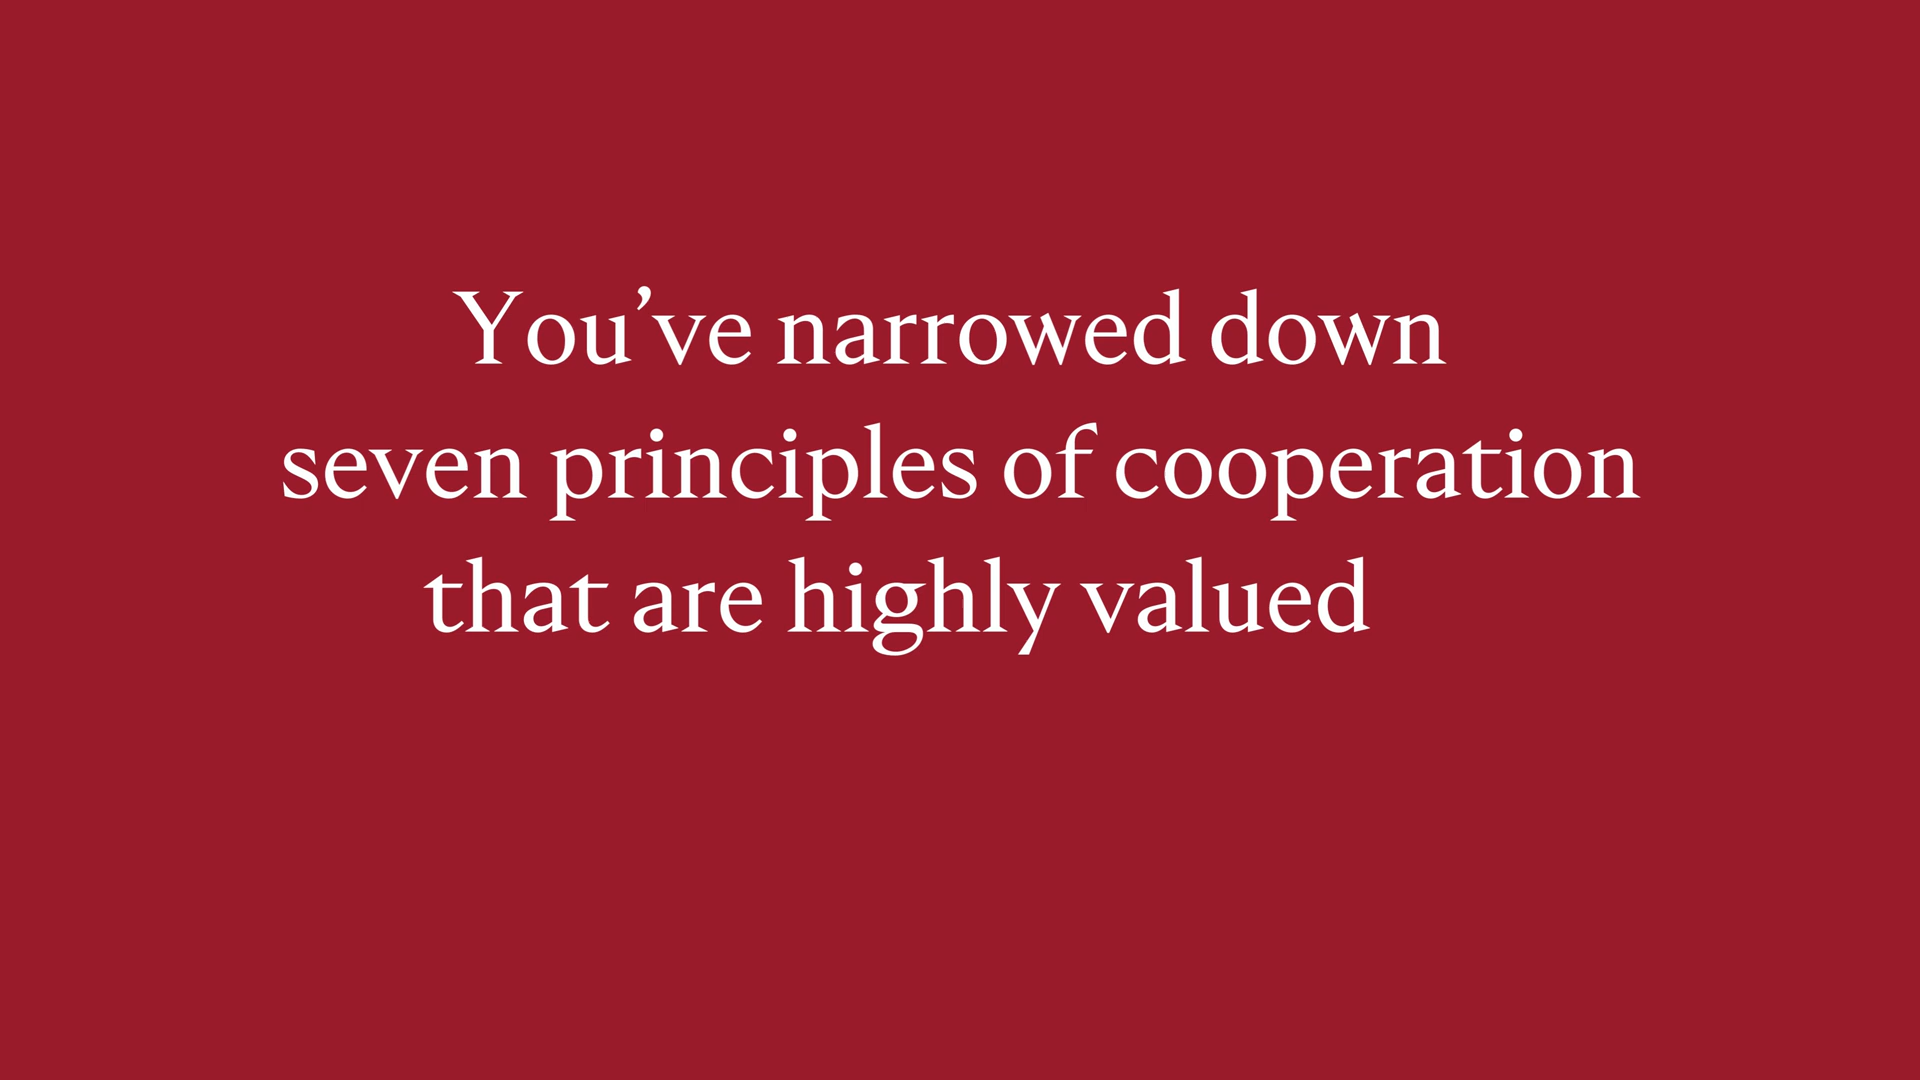 You’ve narrowed down
seven principles of cooperation
that are highly valued